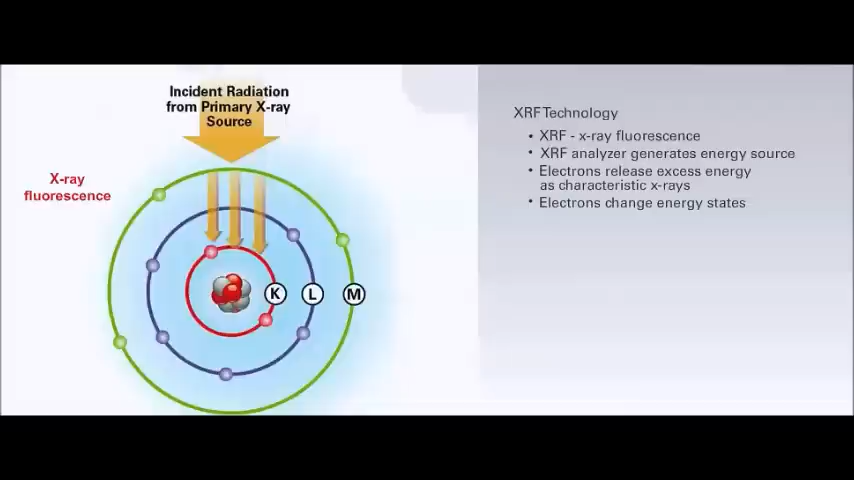 Incident Radiation
from Primary X-ray
Source
X-ray
fluorescence
K
L
M
XRF Technology
• XRF - x-ray fluorescence
• XRF analyzer generates energy source
• Electrons release excess energy
as characteristic x-rays
• Electrons change energy states